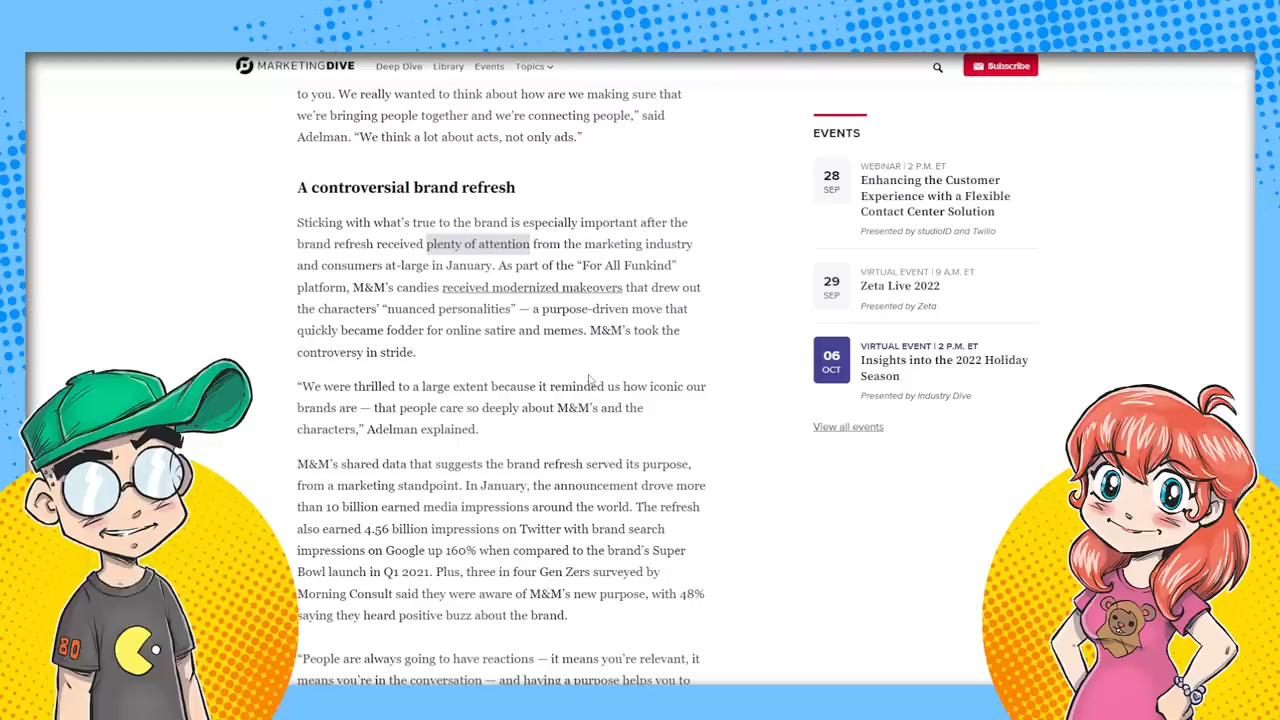 MARKETINGDIVE Deep Dive Library Events Topics
Subscribe
to you. We really wanted to think about how are we making sure that
we're bringing people together and we're connecting people,” said
Adelman. “We think a lot about acts, not only ads.”
A controversial brand refresh
Sticking with what's true to the brand is especially important after the
brand refresh received plenty of attention from the marketing industry
and consumers at-large in January. As part of the “For All Funkind”
platform, M&M's candies received modernized makeovers that drew out
the characters' “nuanced personalities” — a purpose-driven move that
quickly became fodder for online satire and memes. M&M's took the
controversy in stride.
“We were thrilled to a large extent because it reminded us how iconic our
brands are — that people care so deeply about M&M's and the
characters,” Adelman explained.
M&M's shared data that suggests the brand refresh served its purpose,
from a marketing standpoint. In January, the announcement drove more
than 10 billion earned media impressions around the world. The refresh
also earned 4.56 billion impressions on Twitter with brand search
impressions on Google up 160% when compared to the brand's Super
Bowl launch in Q1 2021. Plus, three in four Gen Zers surveyed by
Morning Consult said they were aware of M&M's new purpose, with 48%
saying they heard positive buzz about the brand.
“People are always going to have reactions — it means you're relevant, it
means you're in the conversation — and having a purpose helps you to
EVENTS
28
SEP
WEBINAR | 2 P.M. ET
Enhancing the Customer
Experience with a Flexible
Contact Center Solution
Presented by studioID and Twilio
29
SEP
VIRTUAL EVENT | 9 A.M. ET
Zeta Live 2022
Presented by Zeta
06
OCT
VIRTUAL EVENT | 2 P.M. ET
Insights into the 2022 Holiday
Season
Presented by Industry Dive
View all events
80